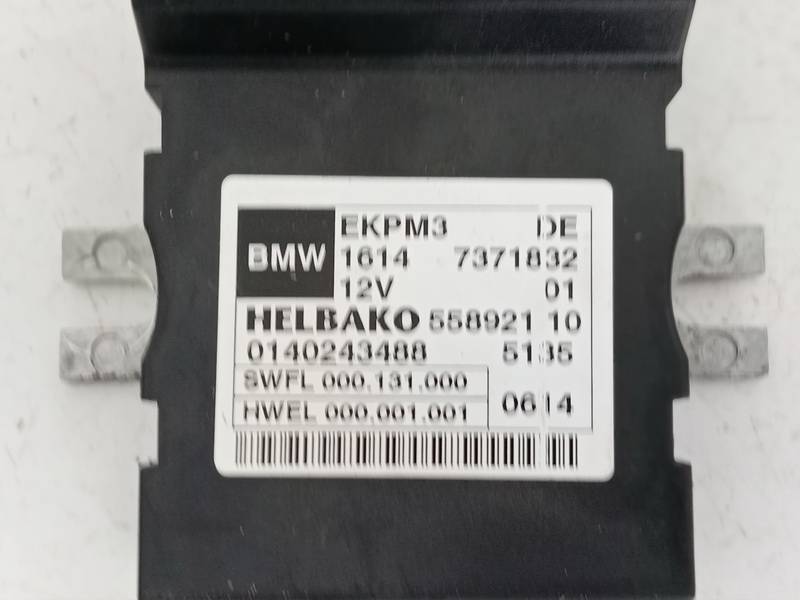 BMW
EKPM3 DE
1614 7371832
12V 01
HELBAKO 558921 10
0140243488 5135
SWFL 000.131.000
HWEL 000.001.001
0614